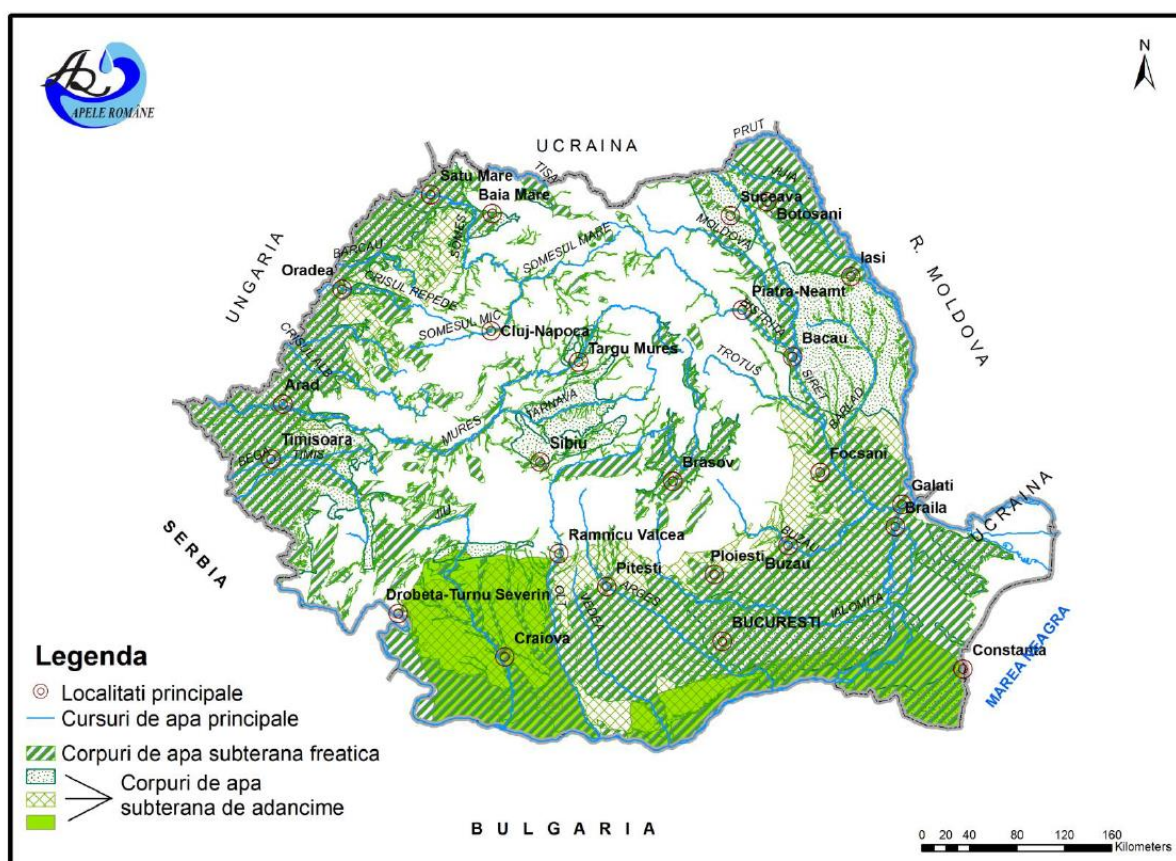 APELE ROMÂNE
N
UCRAINA
PRUT
TISA
JIJIA
Satu Mare
Baia Mare
Suceava
Botosani
MOLDOVA
SOMES
SOMESUL MARE
BARCAU
Oradea
CRISUL REPEDE
UNGARIA
Iasi
R. MOLDOVA
Piatra-Neamt
BISTRITA
SOMESUL MIC
Cluj-Napoca
Targu Mures
Bacau
TROTUS
SIRET
CRISUL ALB
BARLAD
Arad
MURES
TARNAVA
Timisoara
BEGA
TIMIS
Sibiu
Brasov
Focsani
Galati
Braila
UCRAINA
SERBIA
JIU
Ramnicu Valcea
BUZAU
Buzau
Ploiesti
Pitesti
ARGES
Drobeta-Turnu Severin
OLT
VEDEA
IALOMITA
BUCURESTI
Craiova
Constanta
MAREA NEAGRA
Legenda
Localitati principale
Cursuri de apa principale
Corpuri de apa subterana freatica
Corpuri de apa
subterana de adancime
BULGARIA
0 20 40 80 120 160
Kilometers